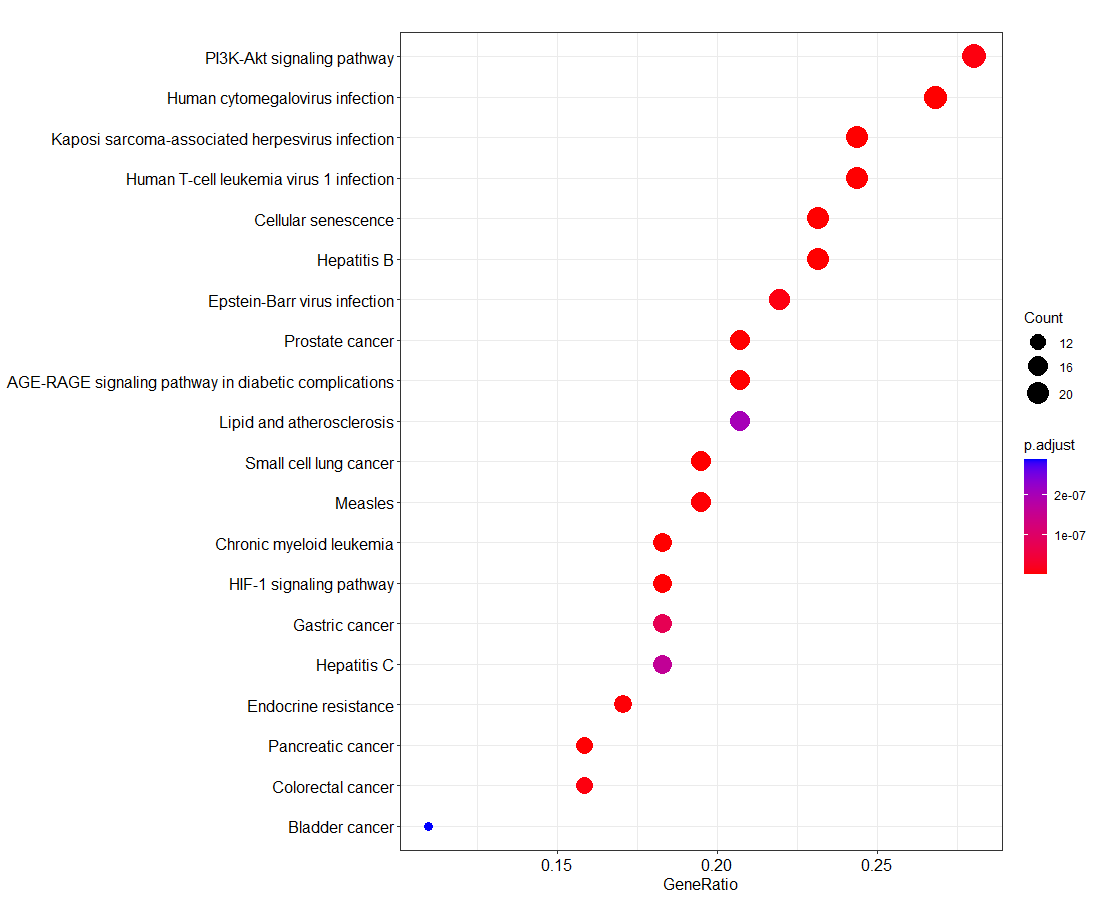 PI3K-Akt signaling pathway
Human cytomegalovirus infection
Kaposi sarcoma-associated herpesvirus infection
Human T-cell leukemia virus 1 infection
Cellular senescence
Hepatitis B
Epstein-Barr virus infection
Prostate cancer
AGE-RAGE signaling pathway in diabetic complications
Lipid and atherosclerosis
Small cell lung cancer
Measles
Chronic myeloid leukemia
HIF-1 signaling pathway
Gastric cancer
Hepatitis C
Endocrine resistance
Pancreatic cancer
Colorectal cancer
Bladder cancer
0.15
0.20
0.25
GeneRatio
Count
12
16
20
p.adjust
2e-07
1e-07